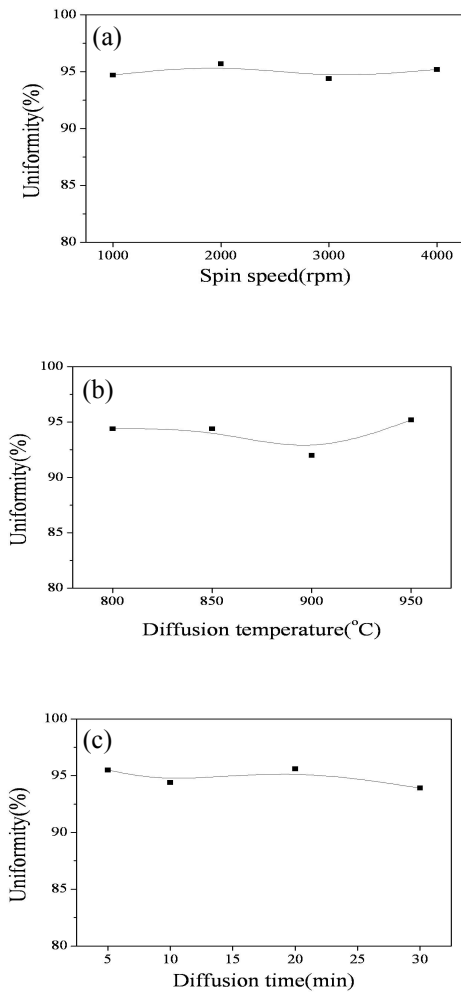 (a)
Uniformity(%)
100
95
90
85
80
1000 2000 3000 4000
Spin speed(rpm)
(b)
Uniformity(%)
100
95
90
85
80
800 850 900 950
Diffusion temperature(°C)
(c)
Uniformity(%)
100
95
90
85
80
5 10 15 20 25 30
Diffusion time(min)